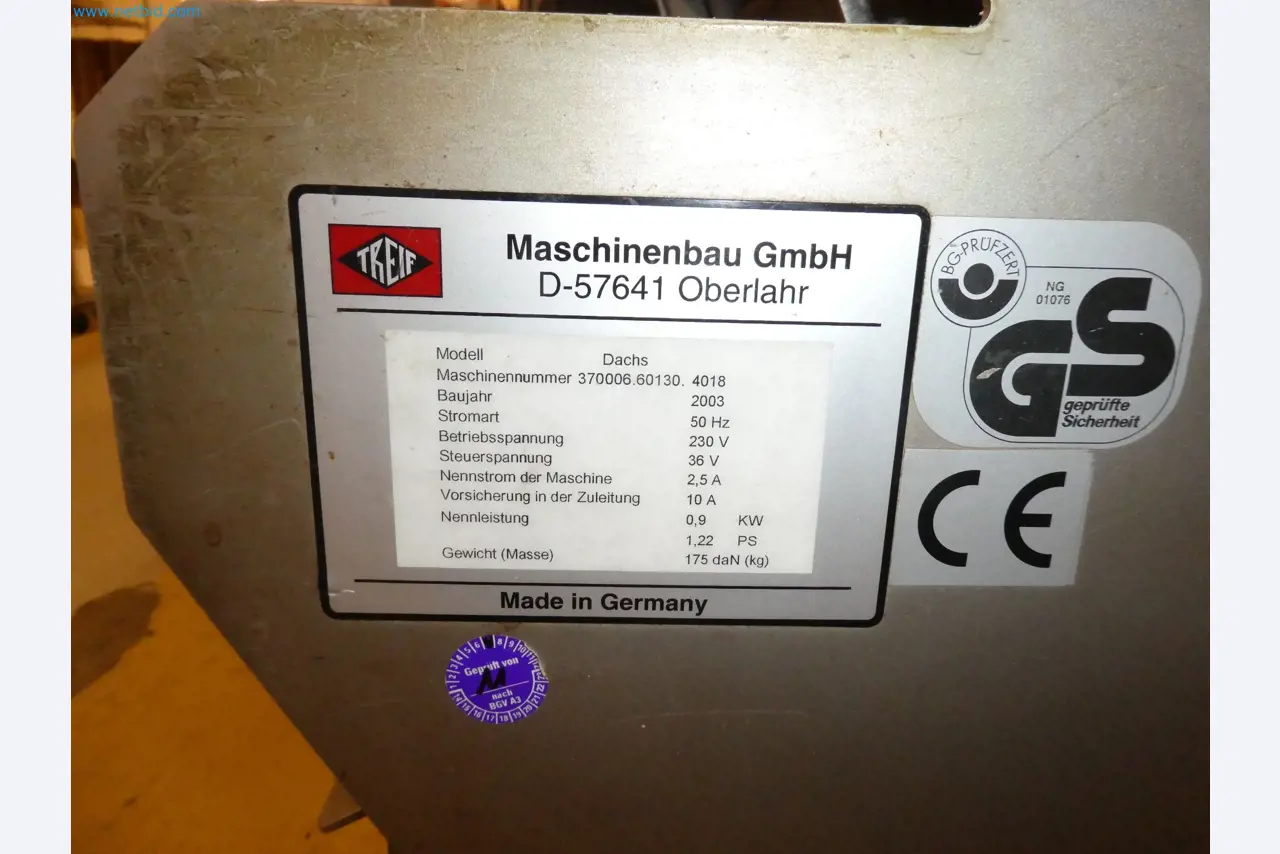 www.netbid.com
TREIF
Maschinenbau GmbH
D-57641 Oberlahr
Modell Dachs
Maschinennummer 370006.60130. 4018
Baujahr 2003
Stromart 50 Hz
Betriebsspannung 230 V
Steuerspannung 36 V
Nennstrom der Maschine 2,5 A
Vorsicherung in der Zuleitung 10 A
Nennleistung 0,9 KW
1,22 PS
Gewicht (Masse) 175 daN (kg)
Made in Germany
BG-PRÜFZERT
NG
01076
GS
geprüfte
Sicherheit
CE
Geprüft von
M
nach
BGV A3